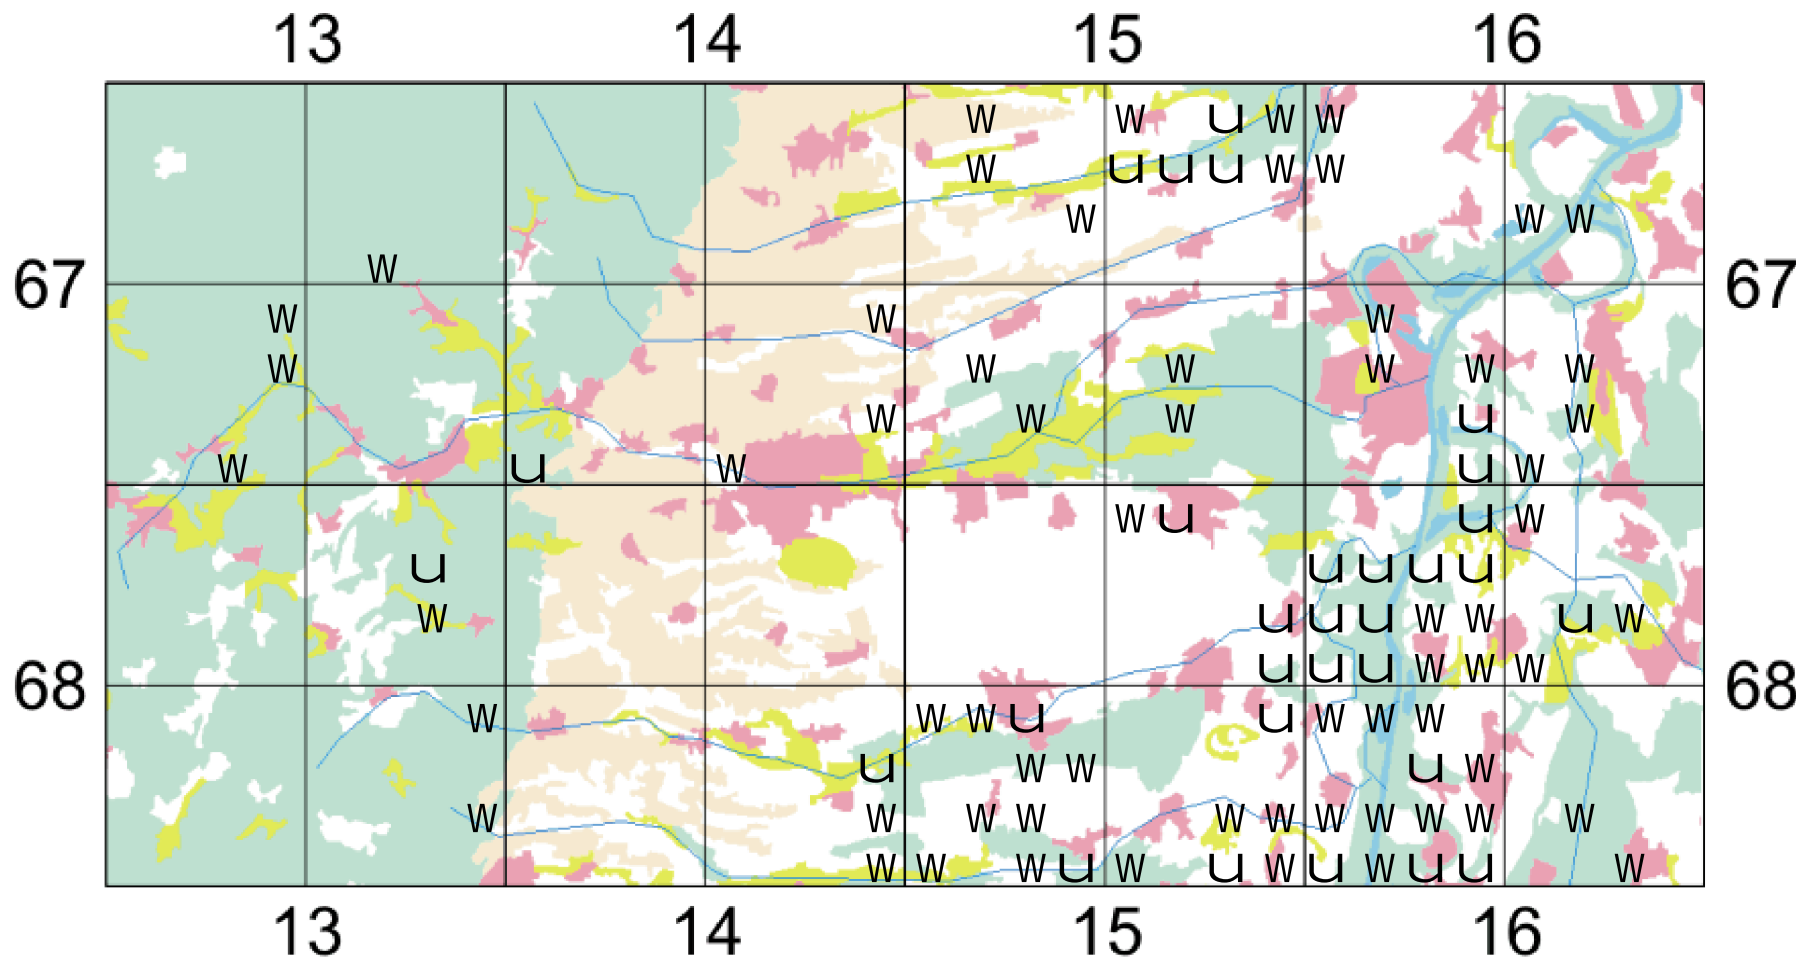 13 14 15 16
w w u w w
w u u u w w
w w w
w
67 67
w w w
w w w w w w
w w w u w
w u w u w
w u u w
u u u u u
w u u u w w u w
u u u w w w
68 68
w w w u u w w w
u w w u w
w w w w w w w w w w w
w w w u w u w u w u u w
13 14 15 16